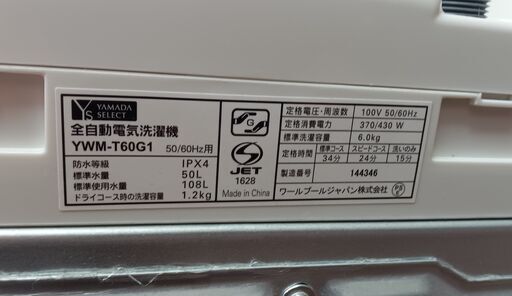 YS YAMADA SELECT
全自動電気洗濯機
YWM-T60G1 50/60Hz用
防水等級 IPX4
標準水量 50L
標準使用水量 108L
ドライコース時の洗濯容量 1.2kg
G
JET
1628
Made in China
定格電圧・周波数 100V 50/60Hz
定格消費電力 370/430 W
標準洗濯容量 6.0kg
定格時間 標準コース スピードコース 洗いのみ
34分 24分 15分
製造番号 144346
ワールプールジャパン株式会社